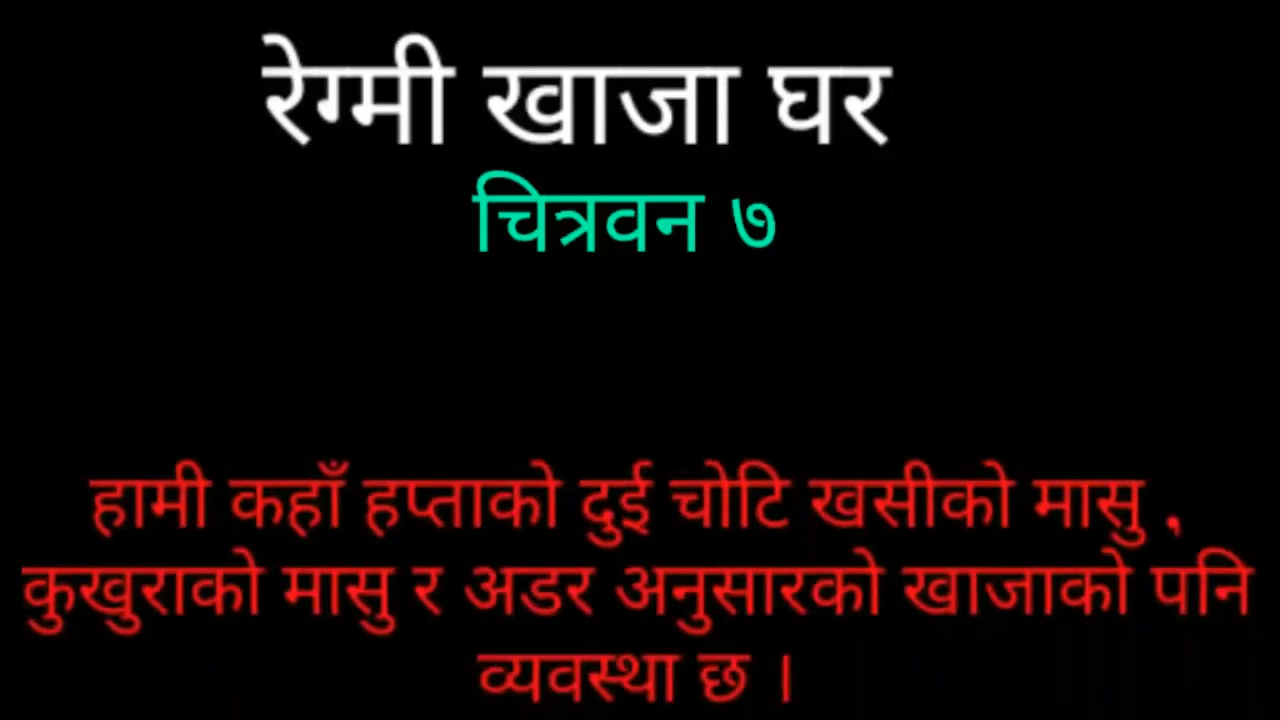 रेग्मी खाजा घर
चित्रवन ७
हामी कहाँ हप्ताको दुई चोटि खसीको मासु ,
कुखुराको मासु र अडर अनुसारको खाजाको पनि
व्यवस्था छ ।